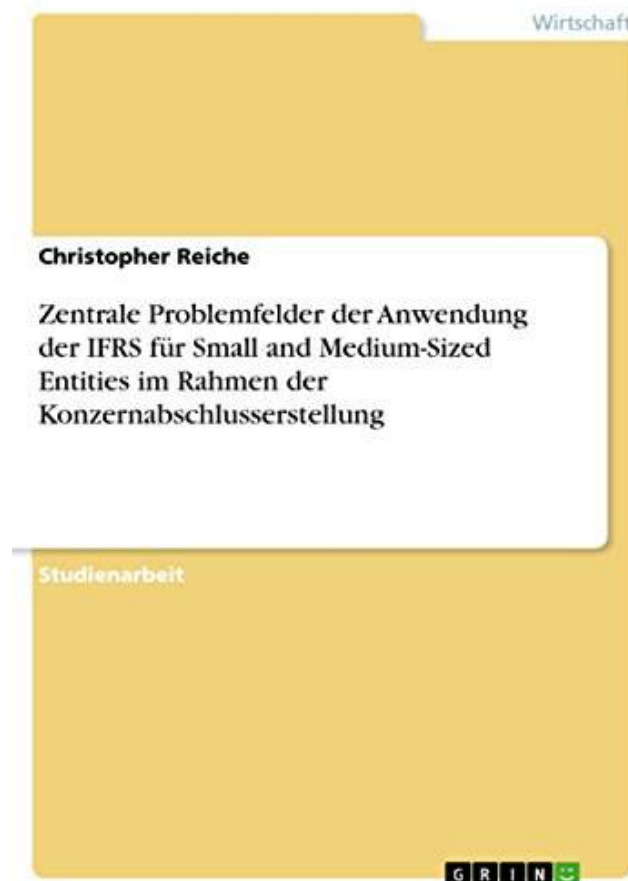 Wirtschaft
Christopher Reiche
Zentrale Problemfelder der Anwendung
der IFRS für Small and Medium-Sized
Entities im Rahmen der
Konzernabschlusserstellung
Studienarbeit
GRIN